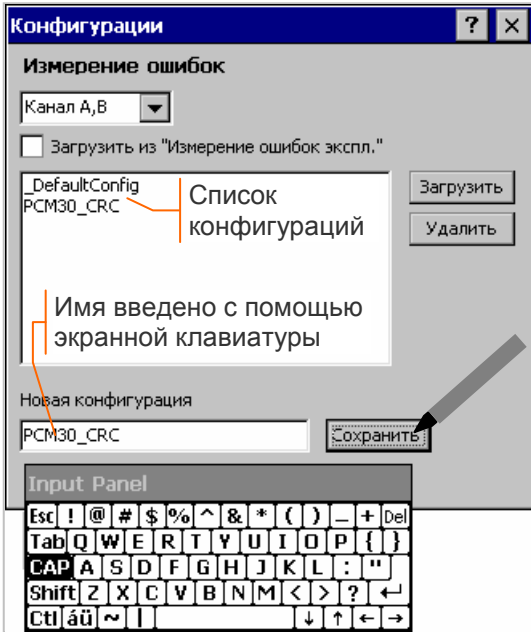 Конфигурации ? ×
Измерение ошибок
Канал А,В
Загрузить из "Измерение ошибок экспл."
_DefaultConfig
PCM30_CRC
Список
конфигураций
Загрузить
Удалить
Имя введено с помощью
экранной клавиатуры
Новая конфигурация
PCM30_CRC
Сохранить
Input Panel
Esc ! @ # $ % ^ & * ( ) _ + Del
Tab Q W E R T Y U I O P { }
CAP A S D F G H J K L : "
Shift Z X C V B N M < > ? ↵
Ctl áü ~ | ↓ ↑ ← →